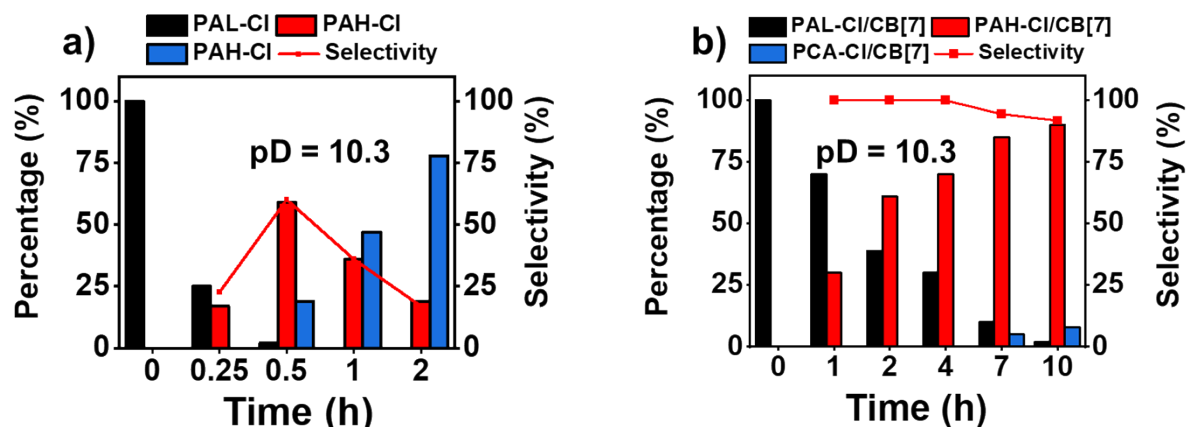 a)
PAL-Cl PAH-Cl
PAH-Cl Selectivity
pD = 10.3
Percentage (%)
100
75
50
25
0
Selectivity (%)
100
75
50
25
0
0 0.25 0.5 1 2
Time (h)
b)
PAL-Cl/CB[7] PAH-Cl/CB[7]
PCA-Cl/CB[7] Selectivity
pD = 10.3
Percentage (%)
100
75
50
25
0
Selectivity (%)
100
75
50
25
0
0 1 2 4 7 10
Time (h)